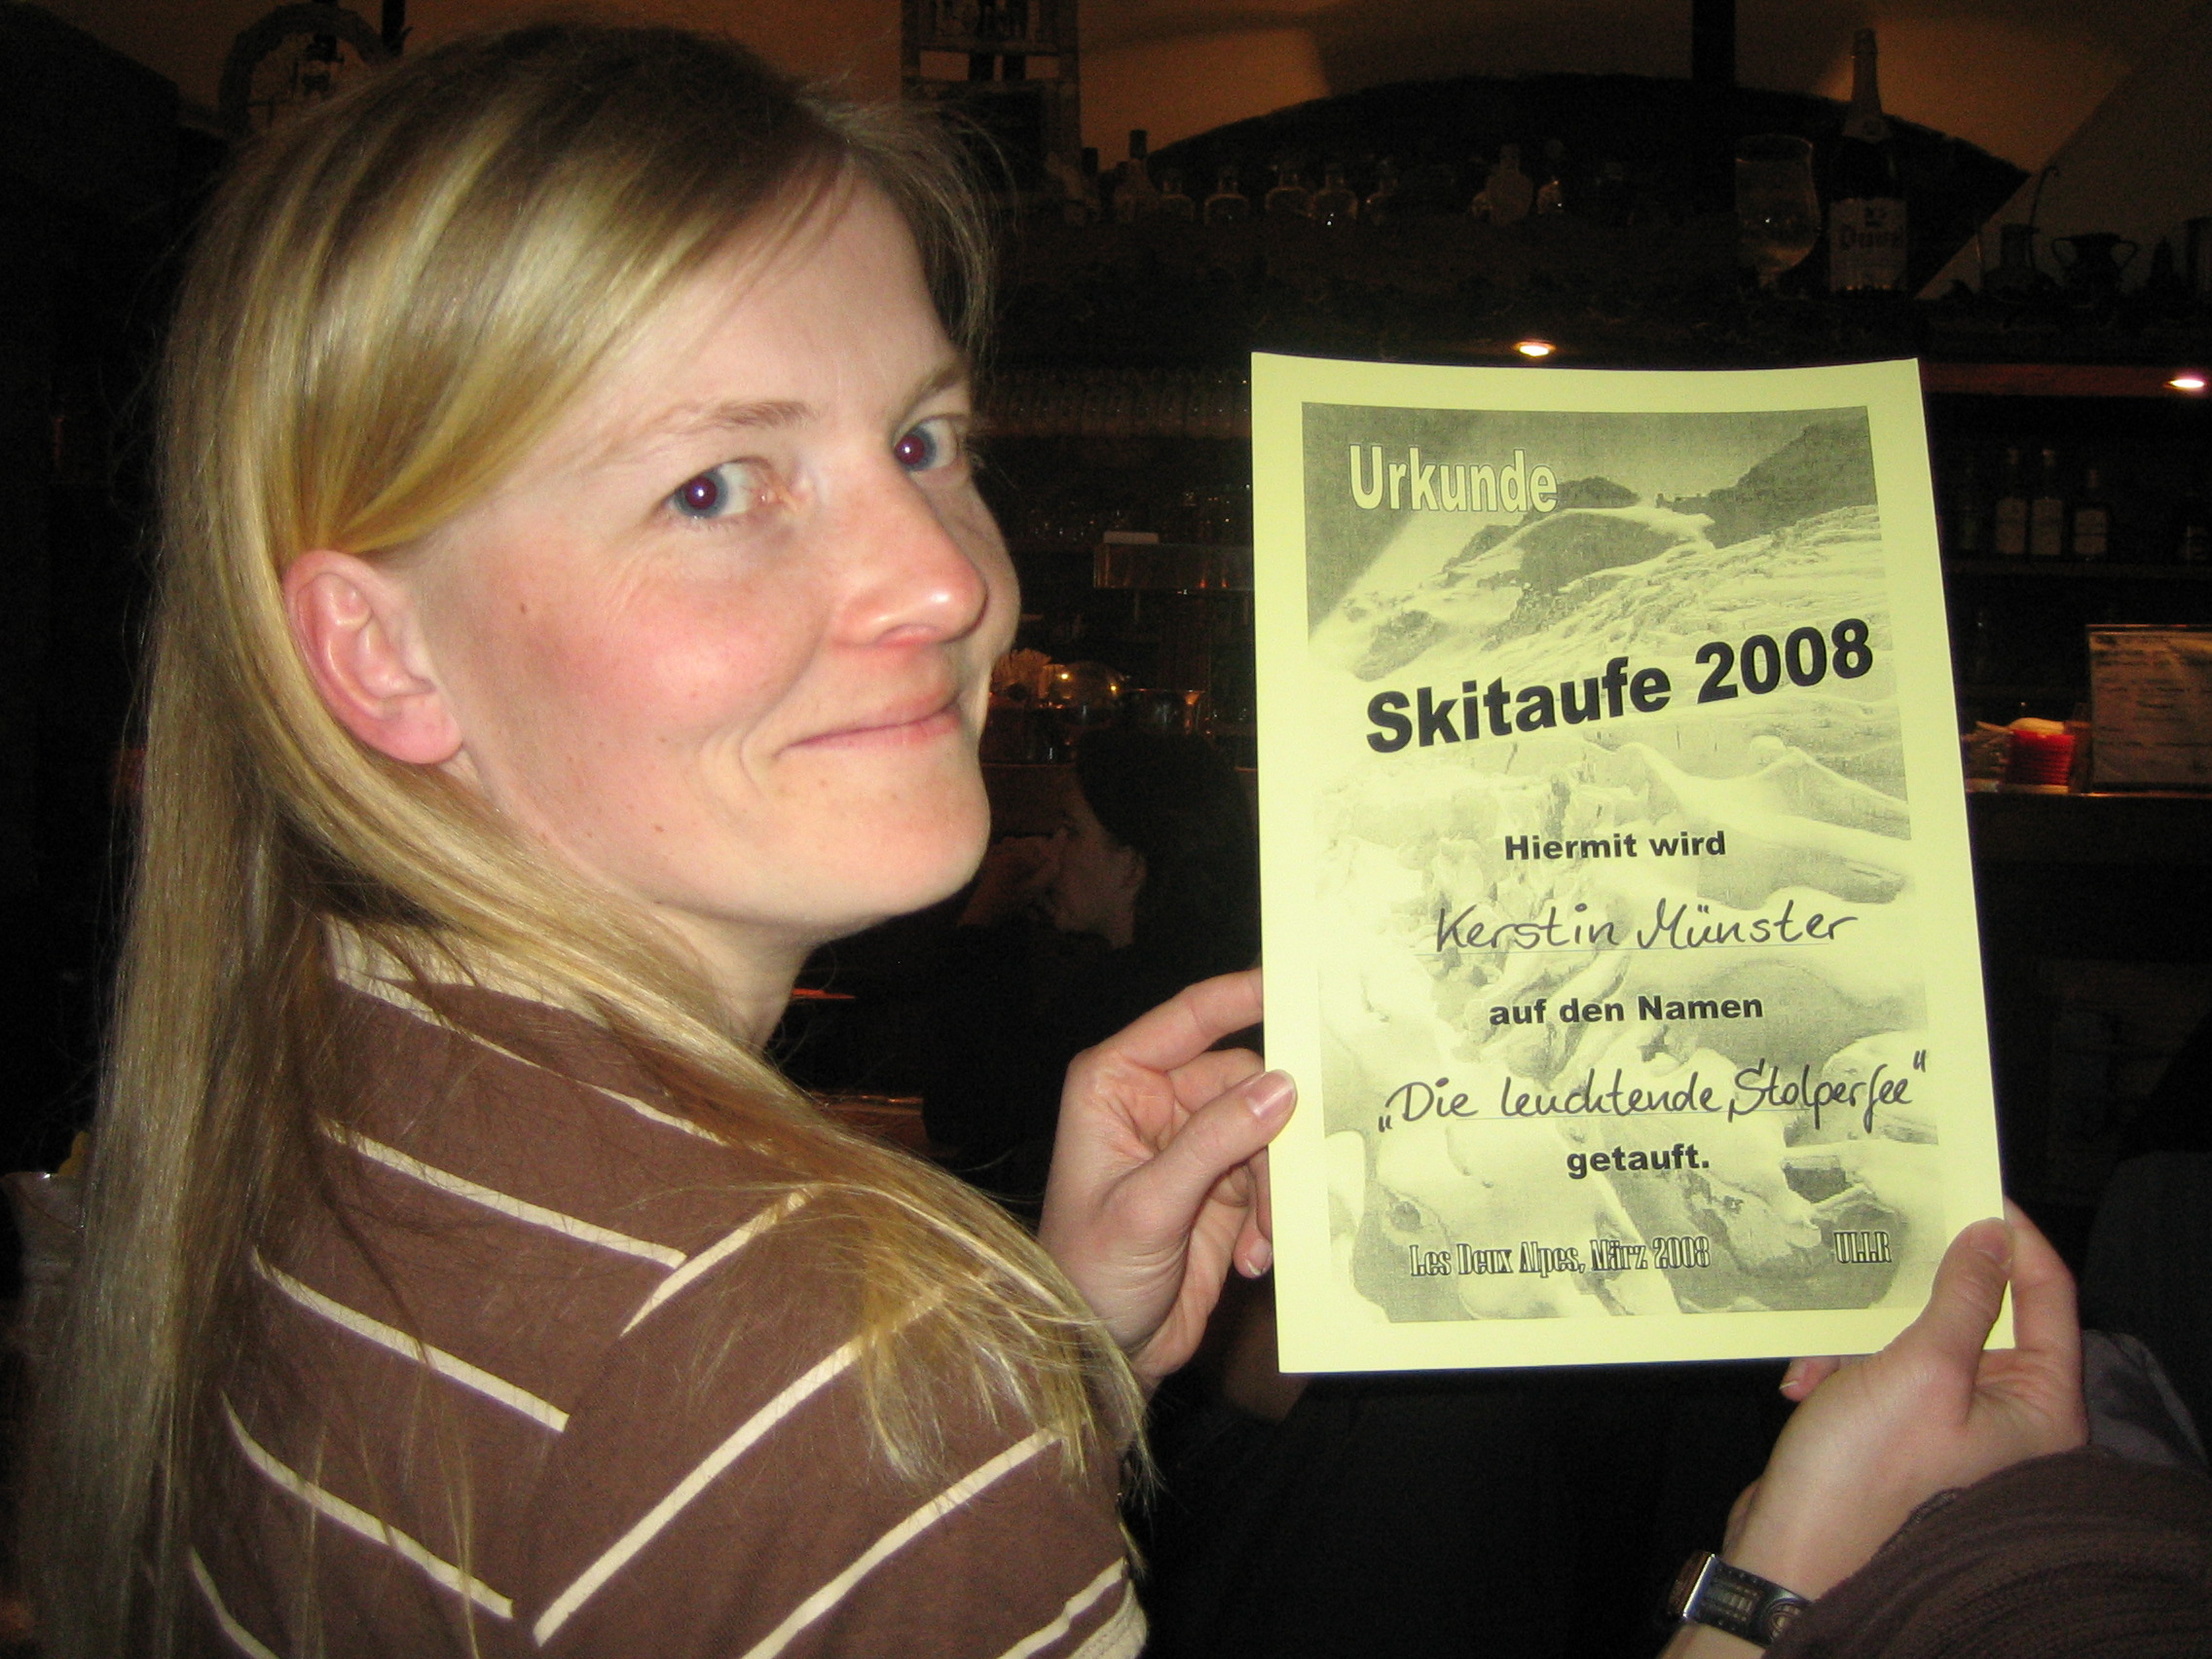 Urkunde
Skitaufe 2008
Hiermit wird
Kerstin Münster
auf den Namen
„Die leuchtende Stolperfee"
getauft.
Les Deux Alpes, März 2008 ULLR